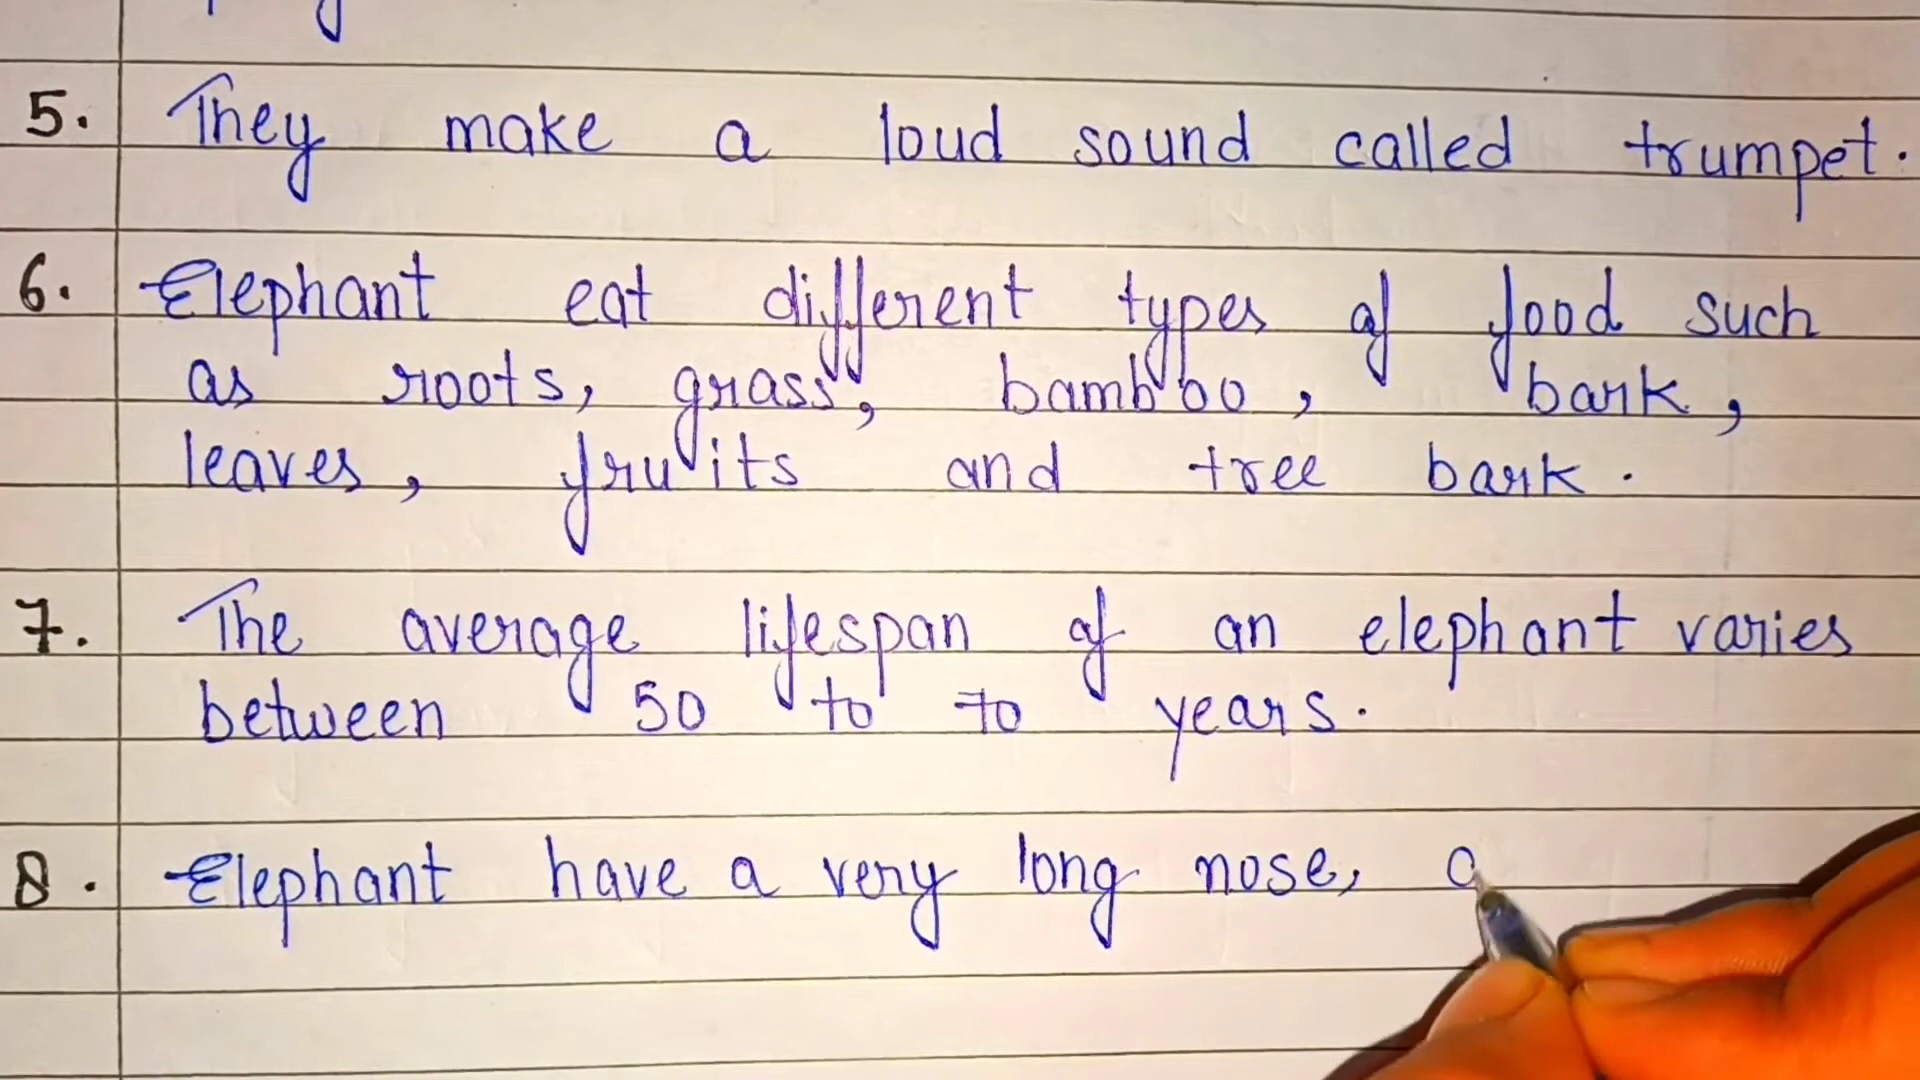 5. They make a loud sound called trumpet.
6. Elephant eat different types of food such
as roots, grass, bamboo, bark,
leaves, fruits and tree bark.
7. The average lifespan of an elephant varies
between 50 to 70 years.
8. Elephant have a very long nose,